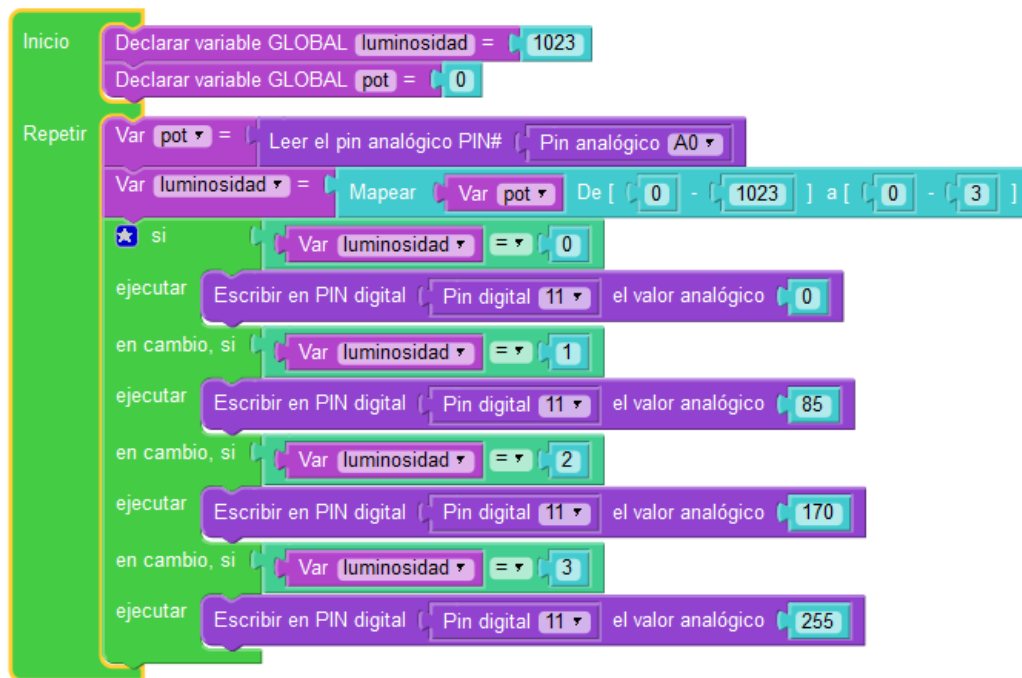 Inicio Declarar variable GLOBAL luminosidad = 1023
Declarar variable GLOBAL pot = 0
Repetir Var pot = Leer el pin analógico PIN# Pin analógico A0
Var luminosidad = Mapear Var pot De [ 0 - 1023 ] a [ 0 - 3 ]
si Var luminosidad = 0
ejecutar Escribir en PIN digital Pin digital 11 el valor analógico 0
en cambio, si Var luminosidad = 1
ejecutar Escribir en PIN digital Pin digital 11 el valor analógico 85
en cambio, si Var luminosidad = 2
ejecutar Escribir en PIN digital Pin digital 11 el valor analógico 170
en cambio, si Var luminosidad = 3
ejecutar Escribir en PIN digital Pin digital 11 el valor analógico 255